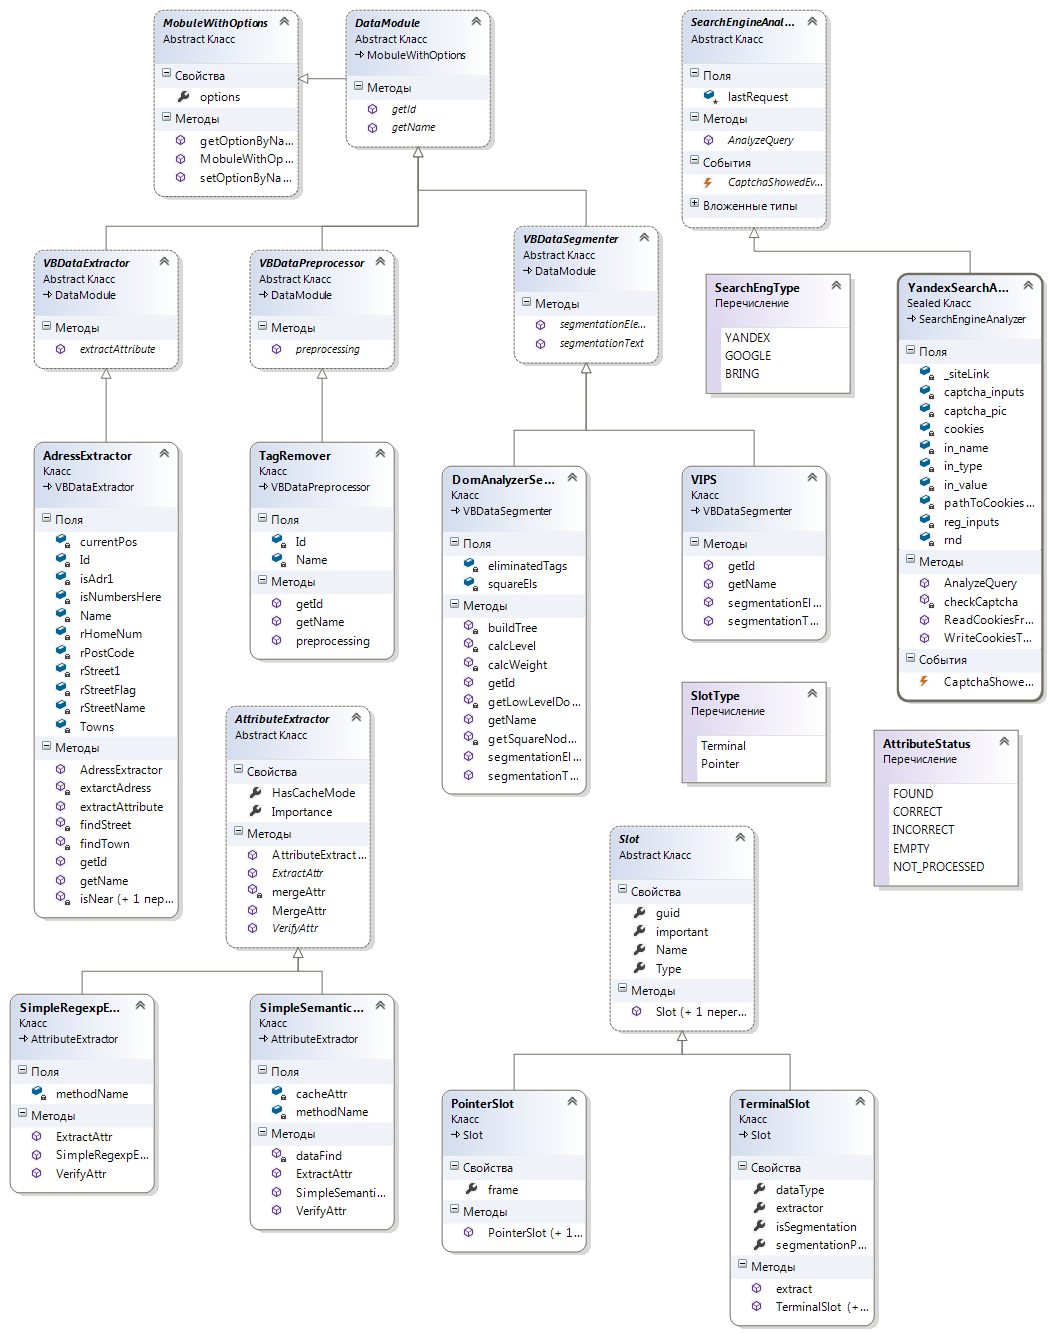 MobuleWithOptions
Abstract Класс
Свойства
options
Методы
getOptionByNa...
MobuleWithOp...
setOptionByNa...
DataModule
Abstract Класс
MobuleWithOptions
Методы
getId
getName
SearchEngineAnal...
Abstract Класс
Поля
lastRequest
Методы
AnalyzeQuery
События
CaptchaShowedEv...
Вложенные типы
VBDataExtractor
Abstract Класс
DataModule
Методы
extractAttribute
VBDataPreprocessor
Abstract Класс
DataModule
Методы
preprocessing
VBDataSegmenter
Abstract Класс
DataModule
Методы
segmentationEle...
segmentationText
SearchEngType
Перечисление
YANDEX
GOOGLE
BRING
YandexSearchA...
Sealed Класс
SearchEngineAnalyzer
Поля
_siteLink
captcha_inputs
captcha_pic
cookies
in_name
in_type
in_value
pathToCookies...
reg_inputs
rnd
Методы
AnalyzeQuery
checkCaptcha
ReadCookiesFr...
WriteCookiesT...
События
CaptchaShowe...
AdressExtractor
Класс
VBDataExtractor
Поля
currentPos
Id
isAdr1
isNumbersHere
Name
rHomeNum
rPostCode
rStreet1
rStreetFlag
rStreetName
Towns
Методы
AdressExtractor
extarctAdress
extractAttribute
findStreet
findTown
getId
getName
isNear (+ 1 пер...
TagRemover
Класс
VBDataPreprocessor
Поля
Id
Name
Методы
getId
getName
preprocessing
DomAnalyzerSe...
Класс
VBDataSegmenter
Поля
eliminatedTags
squareEls
Методы
buildTree
calcLevel
calcWeight
getId
getLowLevelDo...
getName
getSquareNod...
segmentationEl...
segmentationT...
VIPS
Класс
VBDataSegmenter
Методы
getId
getName
segmentationEl...
segmentationT...
SlotType
Перечисление
Terminal
Pointer
AttributeStatus
Перечисление
FOUND
CORRECT
INCORRECT
EMPTY
NOT_PROCESSED
AttributeExtractor
Abstract Класс
Свойства
HasCacheMode
Importance
Методы
AttributeExtract...
ExtractAttr
mergeAttr
MergeAttr
VerifyAttr
Slot
Abstract Класс
Свойства
guid
important
Name
Type
Методы
Slot (+ 1 перег...
SimpleRegexpE...
Класс
AttributeExtractor
Поля
methodName
Методы
ExtractAttr
SimpleRegexpE...
VerifyAttr
SimpleSemantic...
Класс
AttributeExtractor
Поля
cacheAttr
methodName
Методы
dataFind
ExtractAttr
SimpleSemanti...
VerifyAttr
PointerSlot
Класс
Slot
Свойства
frame
Методы
PointerSlot (+ 1...
TerminalSlot
Класс
Slot
Свойства
dataType
extractor
isSegmentation
segmentationP...
Методы
extract
TerminalSlot (+...